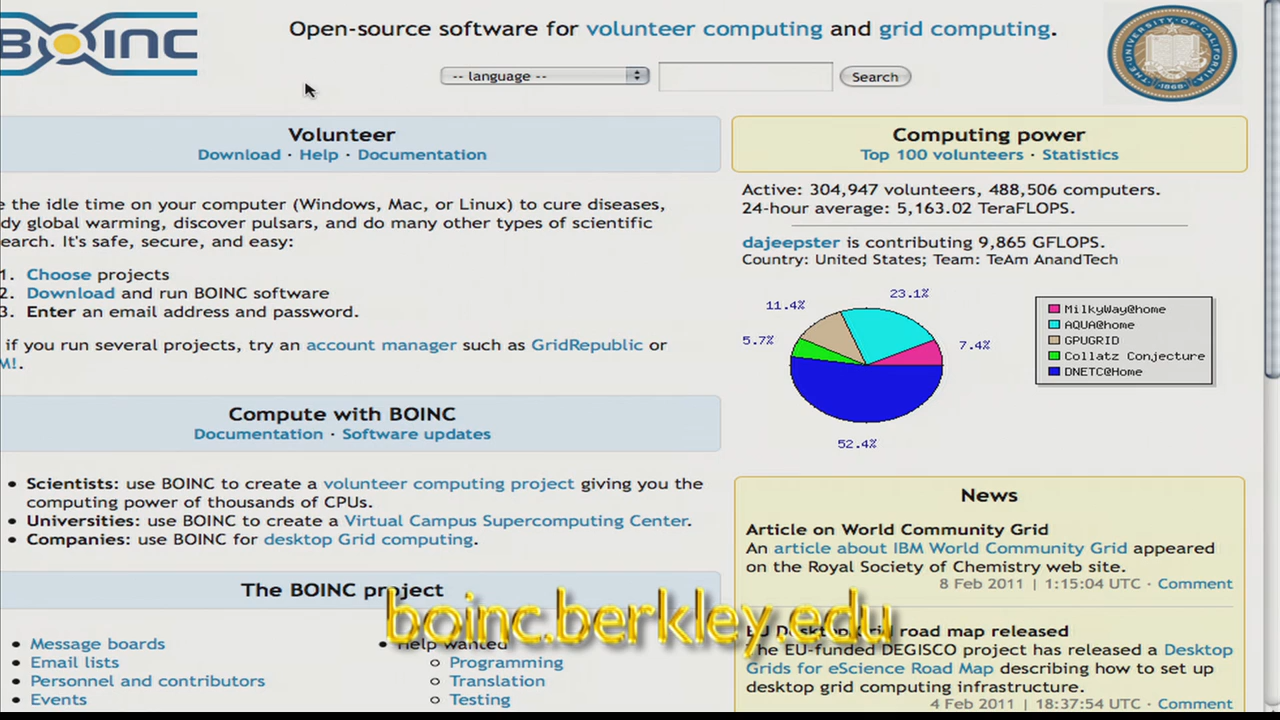 BOINC
Open-source software for volunteer computing and grid computing.
-- language --
Search
THE UNIVERSITY OF CALIFORNIA
1868
Volunteer
Download · Help · Documentation
e the idle time on your computer (Windows, Mac, or Linux) to cure diseases,
dy global warming, discover pulsars, and do many other types of scientific
earch. It's safe, secure, and easy:
1. Choose projects
2. Download and run BOINC software
3. Enter an email address and password.
if you run several projects, try an account manager such as GridRepublic or
M!.
Compute with BOINC
Documentation · Software updates
• Scientists: use BOINC to create a volunteer computing project giving you the
computing power of thousands of CPUs.
• Universities: use BOINC to create a Virtual Campus Supercomputing Center.
• Companies: use BOINC for desktop Grid computing.
The BOINC project
• Message boards
• Email lists
• Personnel and contributors
• Events
• Help wanted
○ Programming
○ Translation
○ Testing
Computing power
Top 100 volunteers · Statistics
Active: 304,947 volunteers, 488,506 computers.
24-hour average: 5,163.02 TeraFLOPS.
dajeepster is contributing 9,865 GFLOPS.
Country: United States; Team: TeAm AnandTech
11.4%
23.1%
5.7%
7.4%
52.4%
MilkyWay@home
AQUA@home
GPUGRID
Collatz Conjecture
DNETC@Home
News
Article on World Community Grid
An article about IBM World Community Grid appeared
on the Royal Society of Chemistry web site.
8 Feb 2011 | 1:15:04 UTC · Comment
EU Desktop Grid road map released
The EU-funded DEGISCO project has released a Desktop
Grids for eScience Road Map describing how to set up
desktop grid computing infrastructure.
4 Feb 2011 | 18:37:54 UTC · Comment
boinc.berkley.edu